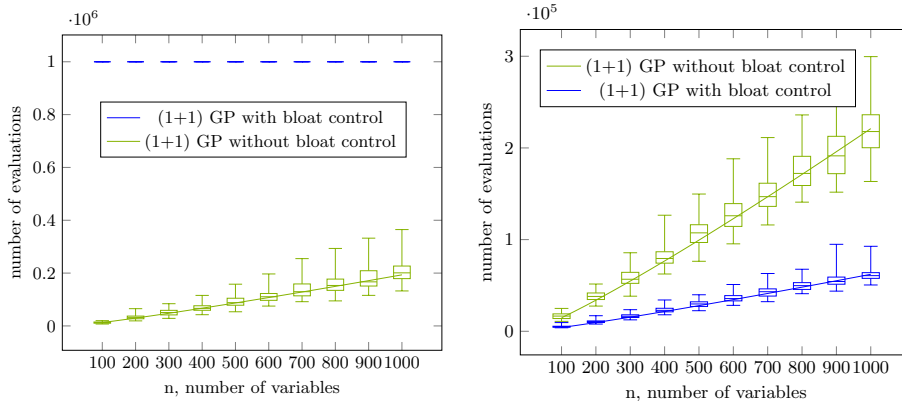 ·10^6
1
0.8
0.6
0.4
0.2
0
number of evaluations
(1+1) GP with bloat control
(1+1) GP without bloat control
100 200 300 400 500 600 700 800 900 1000
n, number of variables
·10^5
3
2
1
0
number of evaluations
(1+1) GP without bloat control
(1+1) GP with bloat control
100 200 300 400 500 600 700 800 900 1000
n, number of variables